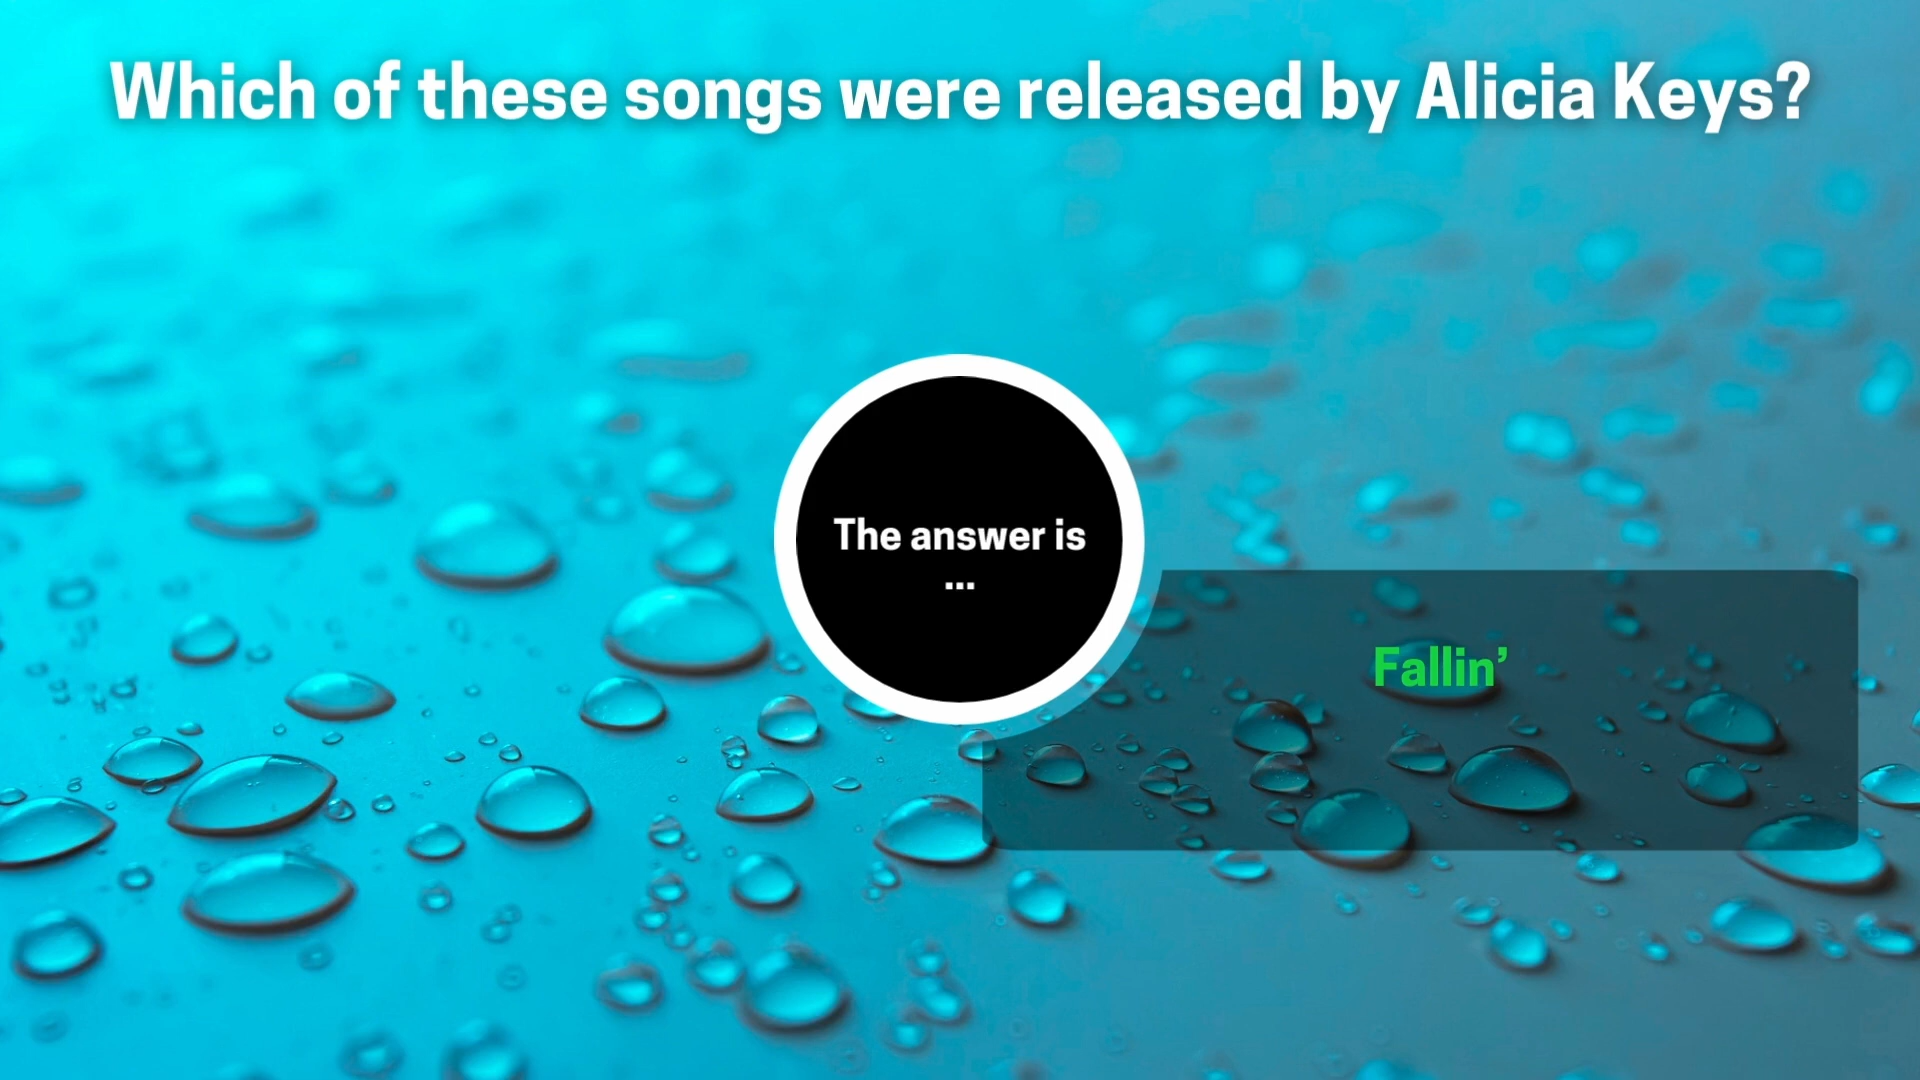 Which of these songs were released by Alicia Keys?
The answer is
...
Fallin’